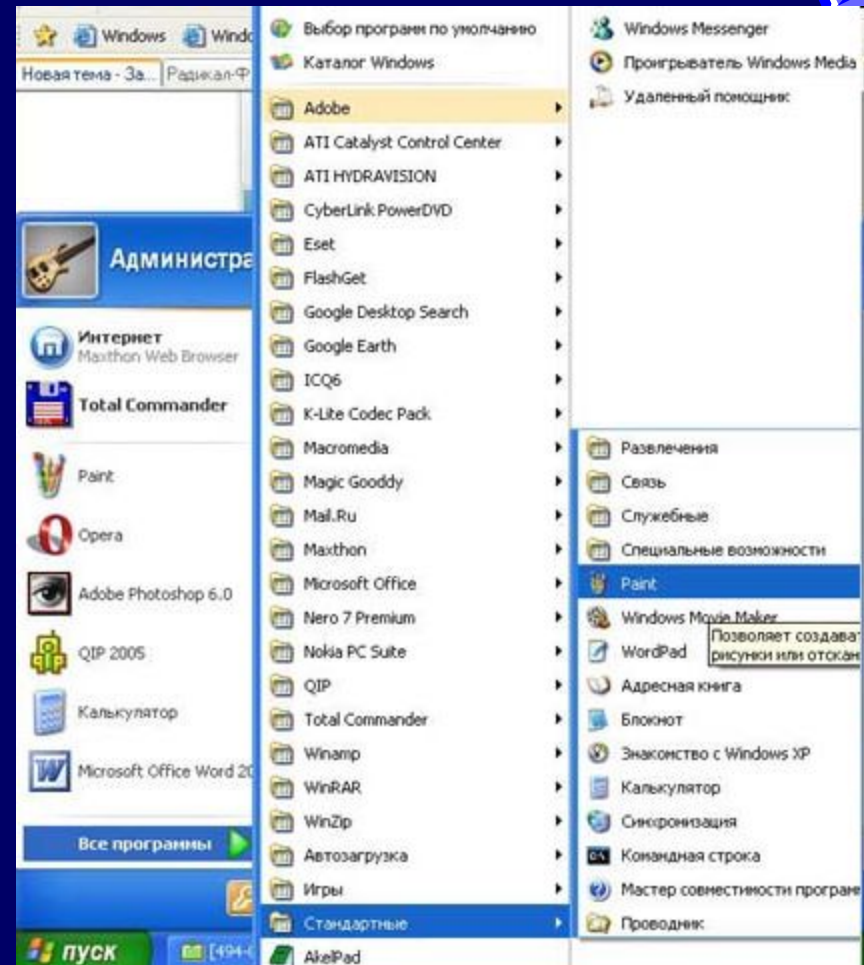 Windows
Новая тема - За...
Радикал-Ф
Администра
Интернет
Maxthon Web Browser
Total Commander
Paint
Opera
Adobe Photoshop 6.0
QIP 2005
Калькулятор
Microsoft Office Word 20
Все программы
пуск
Выбор программ по умолчанию
Каталог Windows
Adobe
ATI Catalyst Control Center
ATI HYDRAVISION
CyberLink PowerDVD
Eset
FlashGet
Google Desktop Search
Google Earth
ICQ6
K-Lite Codec Pack
Macromedia
Magic Gooddy
Mail.Ru
Maxthon
Microsoft Office
Nero 7 Premium
Nokia PC Suite
QIP
Total Commander
Winamp
WinRAR
WinZip
Автозагрузка
Игры
Стандартные
AkelPad
Windows Messenger
Проигрыватель Windows Media
Удаленный помощник
Развлечения
Связь
Служебные
Специальные возможности
Paint
Windows Movie Maker
Позволяет создават
рисунки или отскан
WordPad
Адресная книга
Блокнот
Знакомство с Windows XP
Калькулятор
Синхронизация
Командная строка
Мастер совместимости програм
Проводник